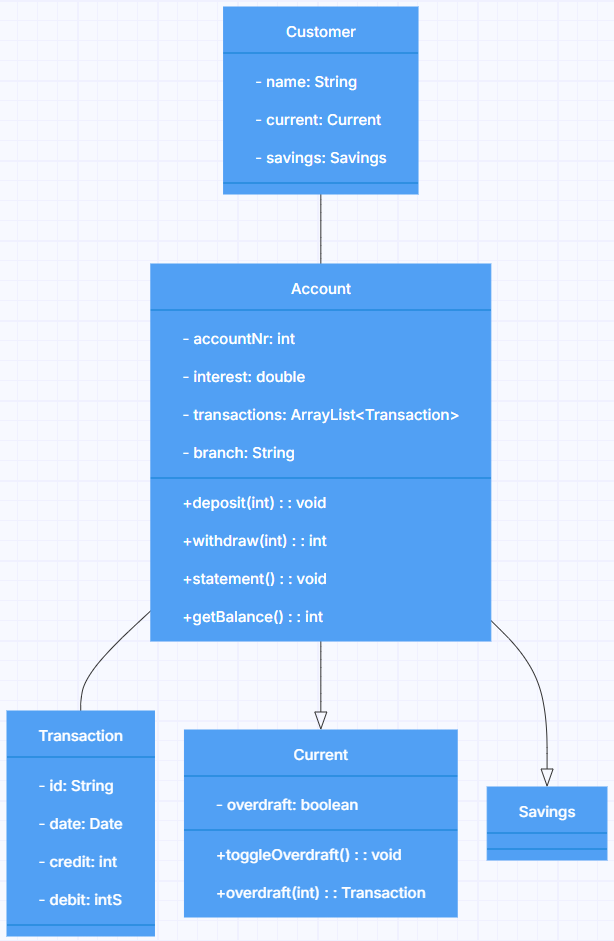 Customer
- name: String
- current: Current
- savings: Savings
Account
- accountNr: int
- interest: double
- transactions: ArrayList<Transaction>
- branch: String
+deposit(int) : : void
+withdraw(int) : : int
+statement() : : void
+getBalance() : : int
Transaction
- id: String
- date: Date
- credit: int
- debit: intS
Current
- overdraft: boolean
+toggleOverdraft() : : void
+overdraft(int) : : Transaction
Savings